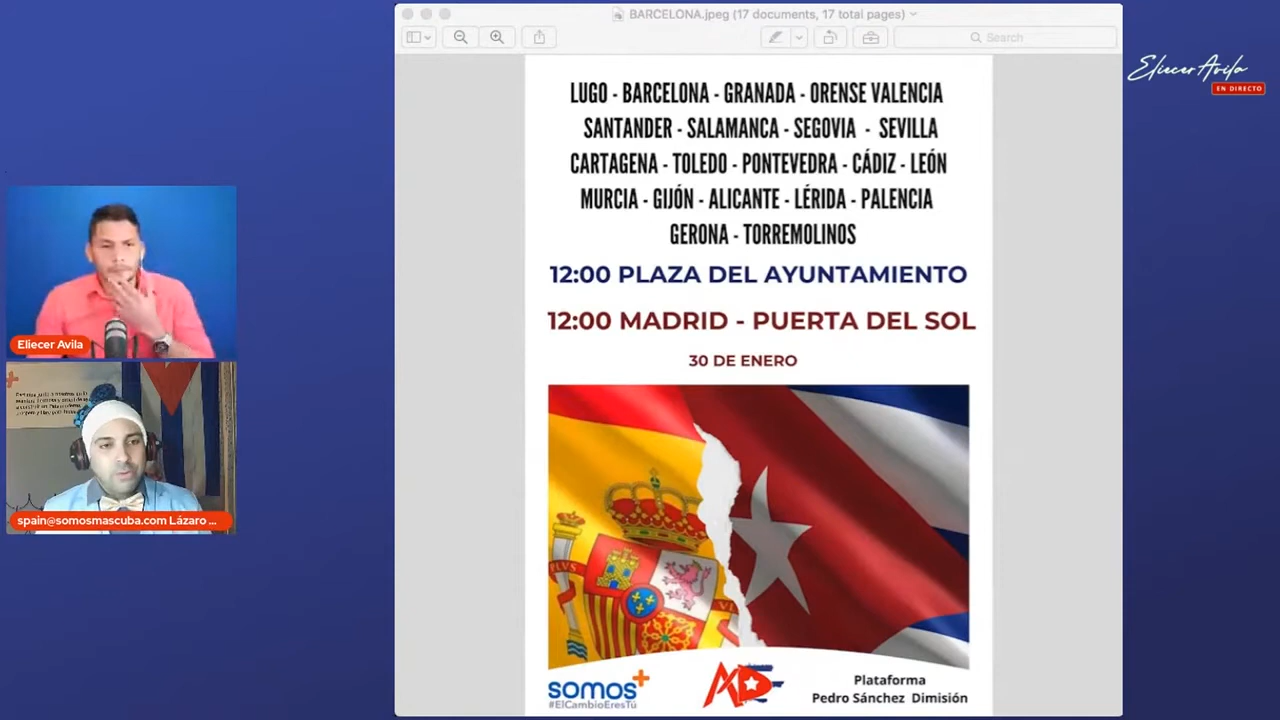 BARCELONA.jpeg (17 documents, 17 total pages)
Search
Eliecer Avila
EN DIRECTO
LUGO - BARCELONA - GRANADA - ORENSE VALENCIA
SANTANDER - SALAMANCA - SEGOVIA - SEVILLA
CARTAGENA - TOLEDO - PONTEVEDRA - CÁDIZ - LEÓN
MURCIA - GIJÓN - ALICANTE - LÉRIDA - PALENCIA
GERONA - TORREMOLINOS
12:00 PLAZA DEL AYUNTAMIENTO
12:00 MADRID - PUERTA DEL SOL
30 DE ENERO
Eliecer Avila
spain@somosmascuba.com Lázaro ...
somos+
#ElCambioEresTú
Plataforma
Pedro Sánchez Dimisión